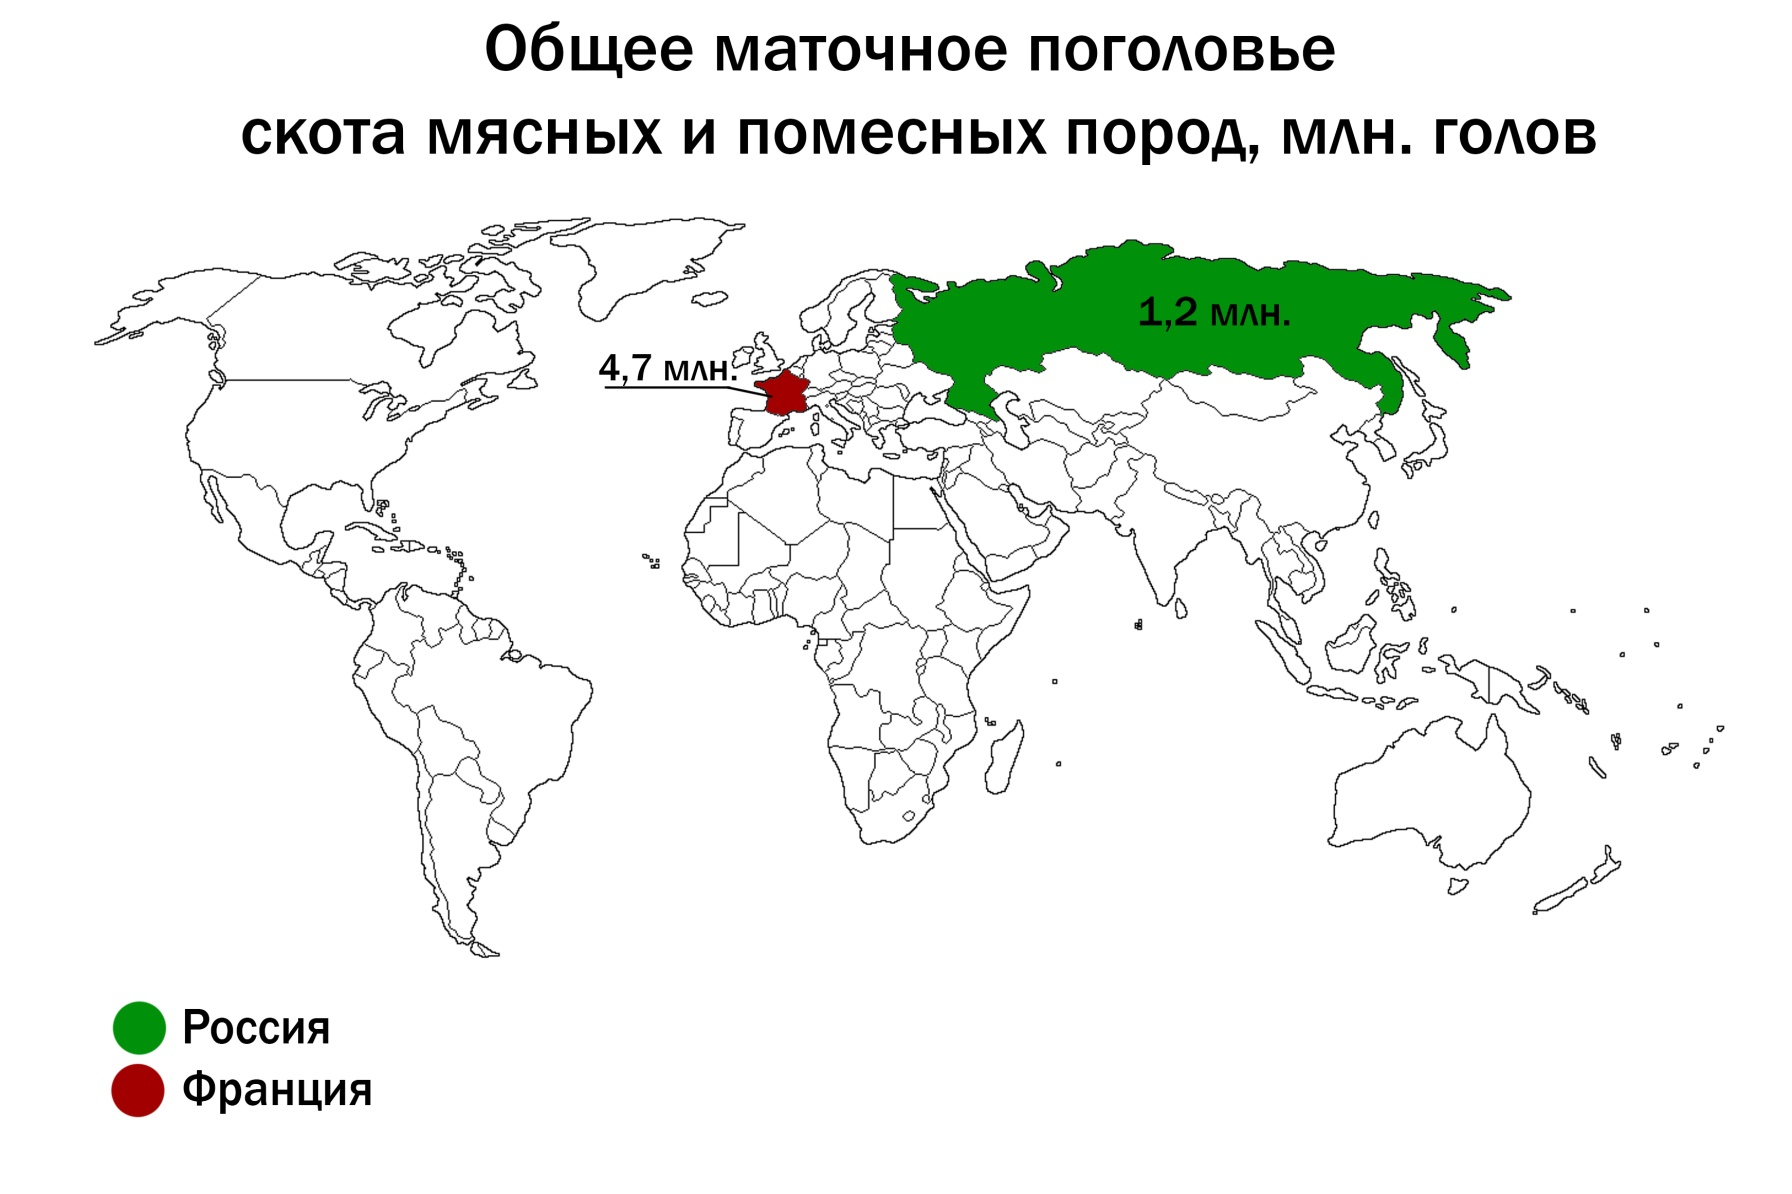 Общее маточное поголовье
скота мясных и помесных пород, млн. голов
1,2 млн.
4,7 млн.
Россия
Франция